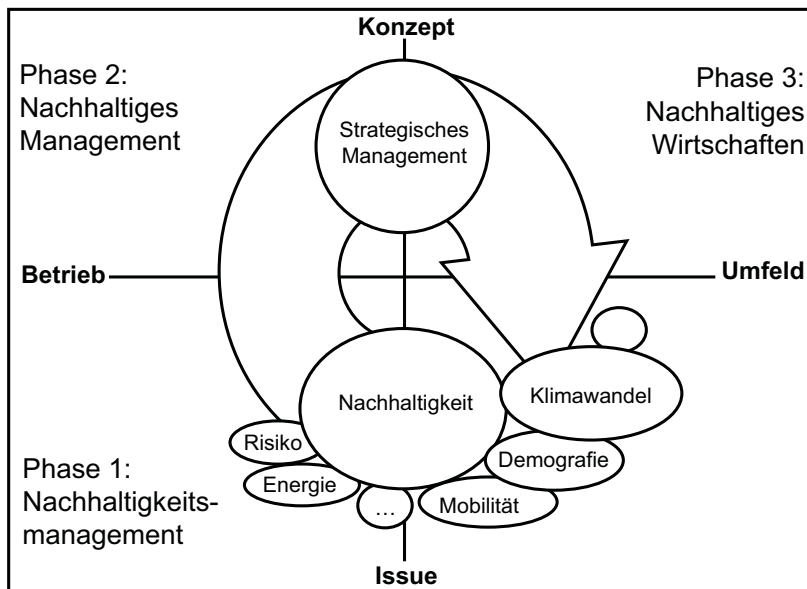 Konzept
Phase 2:
Nachhaltiges
Management
Phase 3:
Nachhaltiges
Wirtschaften
Strategisches
Management
Betrieb
Umfeld
Nachhaltigkeit
Klimawandel
Risiko
Energie
...
Mobilität
Demografie
Phase 1:
Nachhaltigkeits-
management
Issue